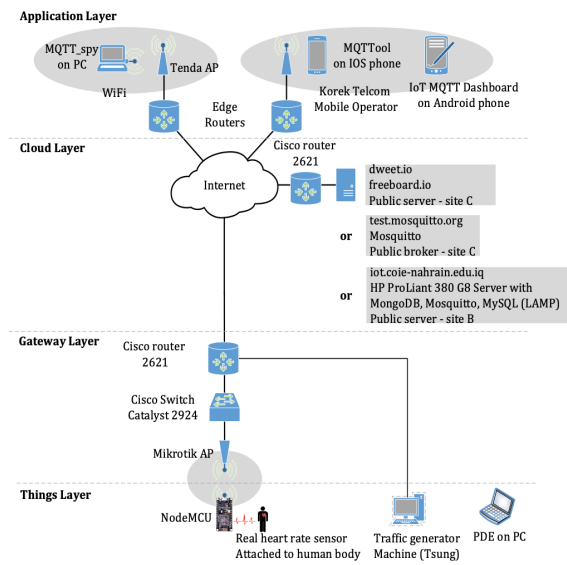 Application Layer
MQTT_spy
on PC
Tenda AP
WiFi
MQTTool
on IOS phone
Korek Telcom
Mobile Operator
IoT MQTT Dashboard
on Android phone
Edge
Routers
Cloud Layer
Cisco router
2621
Internet
dweet.io
freeboard.io
Public server - site C
or
test.mosquitto.org
Mosquitto
Public broker - site C
or
iot.coie-nahrain.edu.iq
HP ProLiant 380 G8 Server with
MongoDB, Mosquitto, MySQL (LAMP)
Public server - site B
Gateway Layer
Cisco router
2621
Cisco Switch
Catalyst 2924
Mikrotik AP
Things Layer
NodeMCU
Real heart rate sensor
Attached to human body
Traffic generator
Machine (Tsung)
PDE on PC